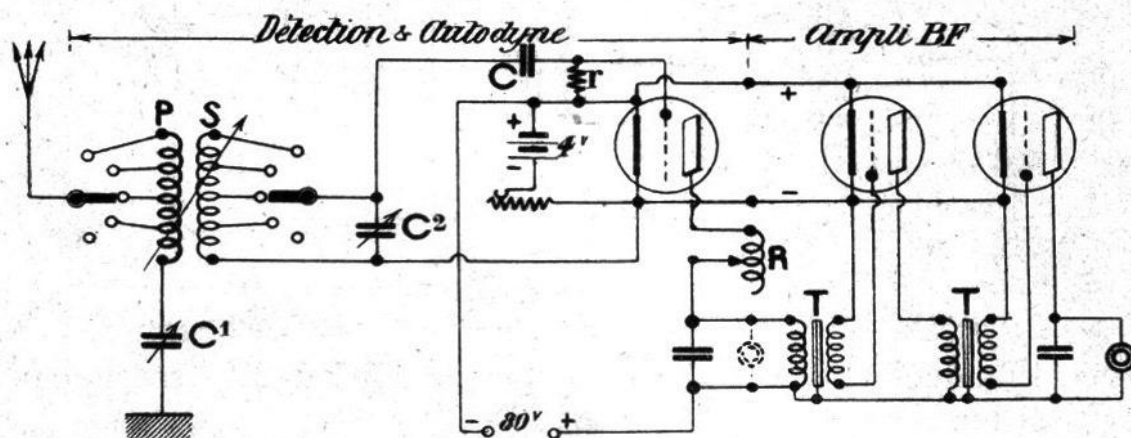 Détection & Autodyne
Ampli BF
P
S
C
r
+
4v
-
+
-
C²
R
C¹
T
T
- 80v +